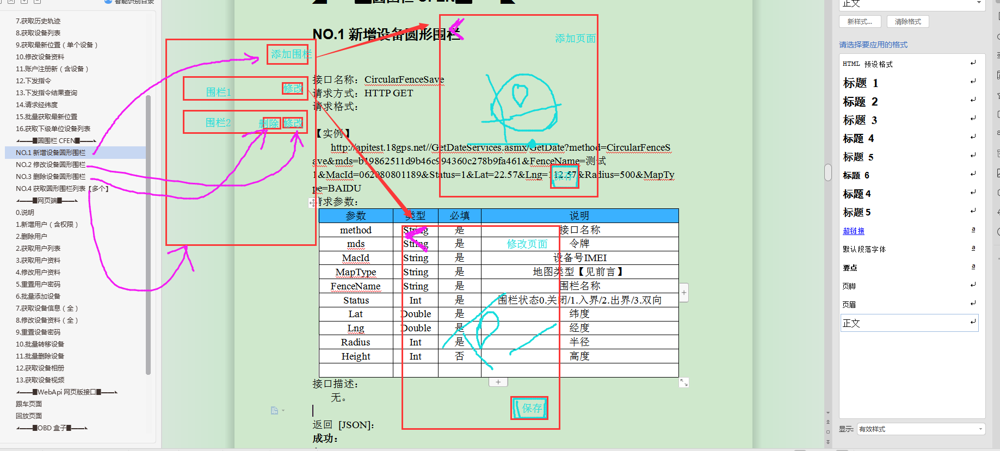 智能识别目录
7.获取历史轨迹
8.获取设备列表
9.获取最新位置（单个设备）
10.修改设备资料
11.账户注册新（含设备）
12.下发指令
13.下发指令结果查询
14.请求经纬度
15.批量获取最新位置
16.获取下级单位设备列表
圆围栏 CFEN
NO.1 新增设备圆形围栏
NO.2 修改设备圆形围栏
NO.3 删除设备圆形围栏
NO.4 获取圆形围栏列表【多个】
网页端
0.说明
1.新增用户（含权限）
2.删除用户
2.获取用户列表
3.获取用户资料
4.修改用户资料
5.重置用户密码
6.批量添加设备
7.获取设备信息（全）
8.修改设备资料（全）
9.重置设备密码
10.批量转移设备
11.批量删除设备
12.获取设备相册
13.获取设备视频
WebApi 网页版接口
跟车页面
回放页面
OBD 盒子
添加围栏
围栏1 修改
围栏2 删除 修改
圆围栏 CFEN
NO.1 新增设备圆形围栏
添加页面
接口名称：CircularFenceSave
请求方式：HTTP GET
请求格式：
【实例】
http://apitest.18gps.net//GetDateServices.asmx/GetDate?method=CircularFenceS
ave&mds=b19862511d9b46c994360c278b9fa461&FenceName=测试
1&MacId=062080801189&Status=1&Lat=22.57&Lng=112.57&Radius=500&MapTy
pe=BAIDU
保存
请求参数：
参数 类型 必填 说明
method String 是 接口名称
mds String 是 令牌
MacId String 是 设备号IMEI
MapType String 是 地图类型【见前言】
FenceName String 是 围栏名称
Status Int 是 围栏状态0.关闭/1.入界/2.出界/3.双向
Lat Double 是 纬度
Lng Double 是 经度
Radius Int 是 半径
Height Int 否 高度
修改页面
保存
接口描述：
无。
返回 [JSON]：
成功：
正文
新样式...
清除格式
请选择要应用的格式
HTML 预设格式
标题 1
标题 2
标题 3
标题 4
标题 5
标题 6
标题4
标题5
超链接
默认段落字体
要点
页脚
页眉
正文
显示: 有效样式